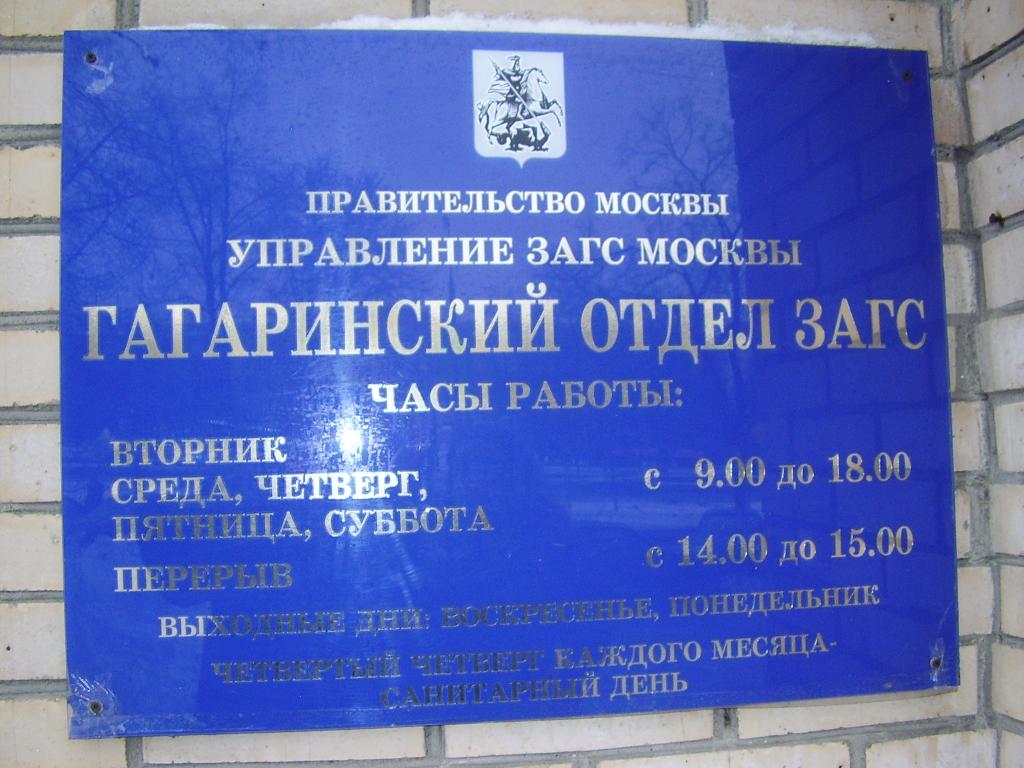 ПРАВИТЕЛЬСТВО МОСКВЫ
УПРАВЛЕНИЕ ЗАГС МОСКВЫ
ГАГАРИНСКИЙ ОТДЕЛ ЗАГС
ЧАСЫ РАБОТЫ:
ВТОРНИК
СРЕДА, ЧЕТВЕРГ, с 9.00 до 18.00
ПЯТНИЦА, СУББОТА
ПЕРЕРЫВ с 14.00 до 15.00
ВЫХОДНЫЕ ДНИ: ВОСКРЕСЕНЬЕ, ПОНЕДЕЛЬНИК
ЧЕТВЕРТЫЙ ЧЕТВЕРГ КАЖДОГО МЕСЯЦА-
САНИТАРНЫЙ ДЕНЬ